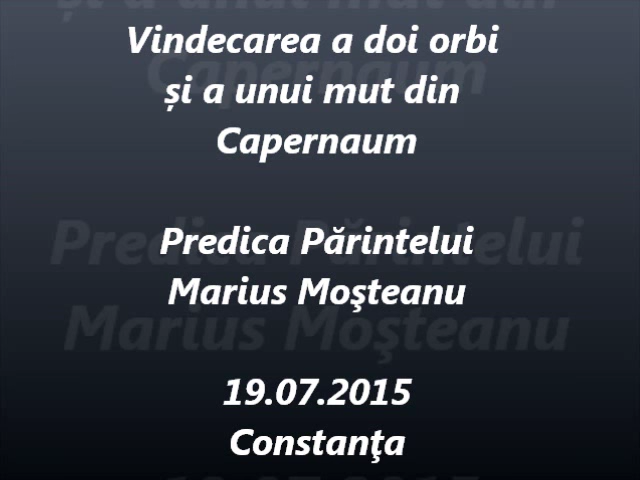 Vindecarea a doi orbi
și a unui mut din
Capernaum
Predica Părintelui
Marius Moşteanu
19.07.2015
Constanţa